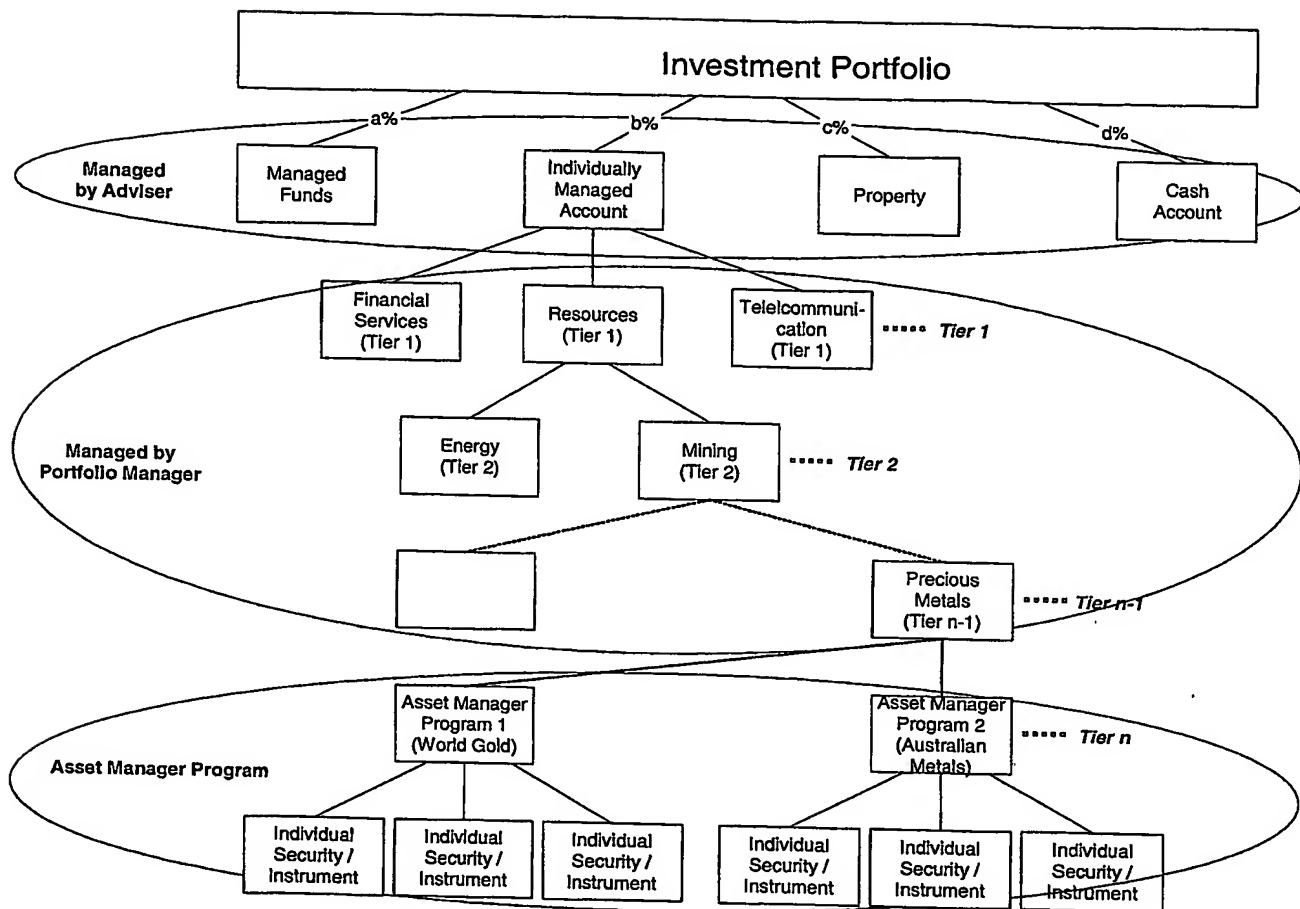 Investment Portfolio
a%
b%
c%
d%
Managed
by Adviser
Managed
Funds
Individually
Managed
Account
Property
Cash
Account
Financial
Services
(Tier 1)
Resources
(Tier 1)
Telelcommuni-
cation
(Tier 1)
Tier 1
Managed by
Portfolio Manager
Energy
(Tier 2)
Mining
(Tier 2)
Tier 2
Precious
Metals
(Tier n-1)
Tier n-1
Asset Manager Program
Asset Manager
Program 1
(World Gold)
Asset Manager
Program 2
(Australian
Metals)
Tier n
Individual
Security /
Instrument
Individual
Security /
Instrument
Individual
Security /
Instrument
Individual
Security /
Instrument
Individual
Security /
Instrument
Individual
Security /
Instrument